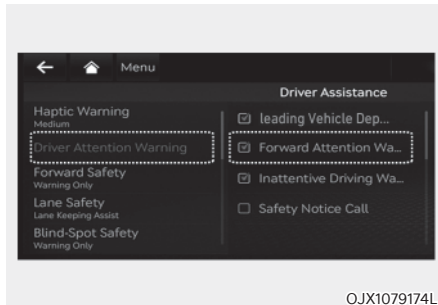 Menu
Driver Assistance
Haptic Warning
Medium
Driver Attention Warning
Forward Safety
Warning Only
Lane Safety
Lane Keeping Assist
Blind-Spot Safety
Warning Only
leading Vehicle Dep...
Forward Attention Wa...
Inattentive Driving Wa...
Safety Notice Call
OJX1079174L